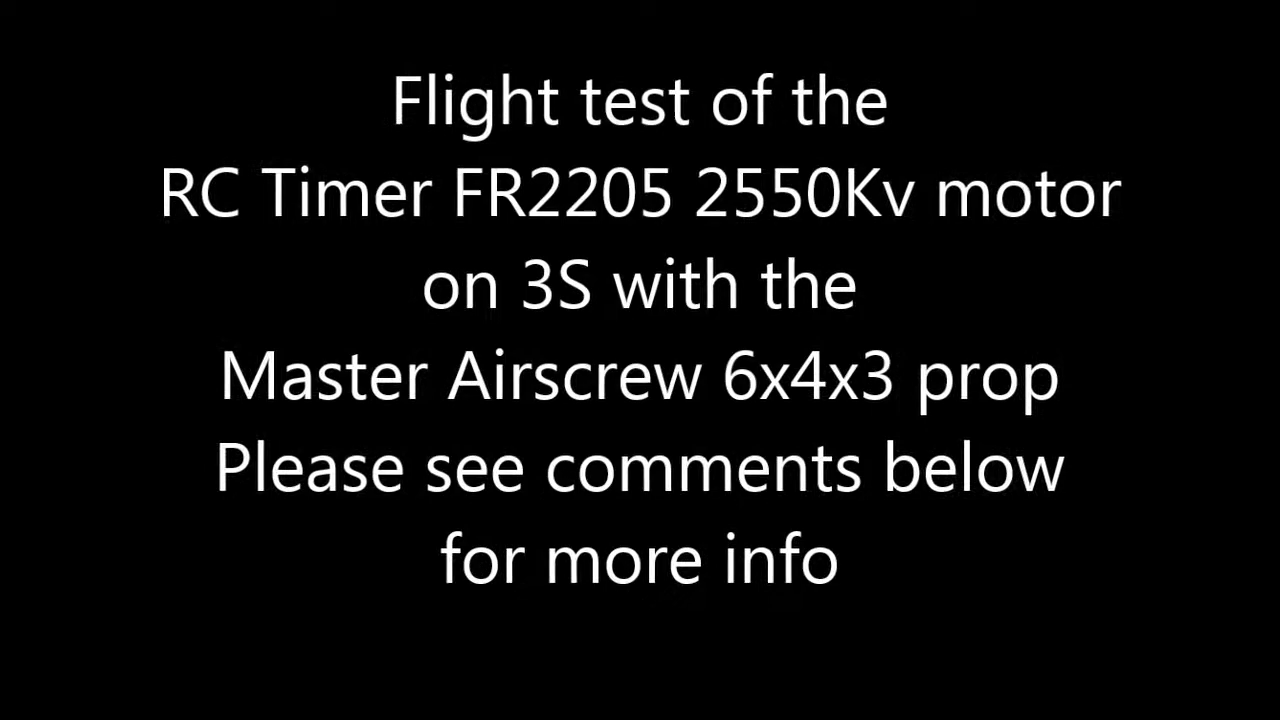 Flight test of the
RC Timer FR2205 2550Kv motor
on 3S with the
Master Airscrew 6x4x3 prop
Please see comments below
for more info